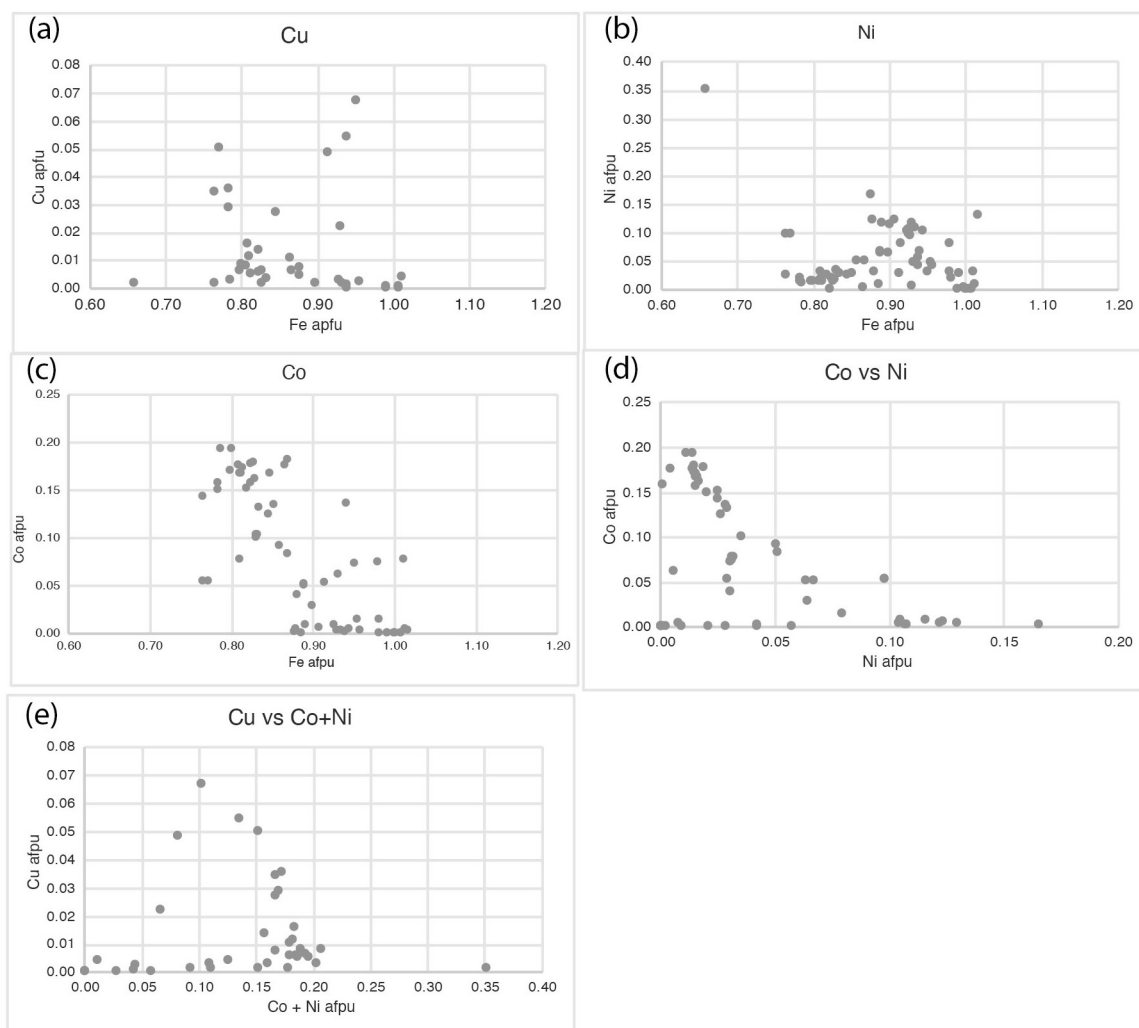 (a)
Cu
0.08
0.07
0.06
0.05
0.04
0.03
0.02
0.01
0.00
Cu apfu
0.60 0.70 0.80 0.90 1.00 1.10 1.20
Fe apfu
(b)
Ni
0.40
0.35
0.30
0.25
0.20
0.15
0.10
0.05
0.00
Ni afpu
0.60 0.70 0.80 0.90 1.00 1.10 1.20
Fe afpu
(c)
Co
0.25
0.20
0.15
0.10
0.05
0.00
Co afpu
0.60 0.70 0.80 0.90 1.00 1.10 1.20
Fe afpu
(d)
Co vs Ni
0.25
0.20
0.15
0.10
0.05
0.00
Co afpu
0.00 0.05 0.10 0.15 0.20
Ni afpu
(e)
Cu vs Co+Ni
0.08
0.07
0.06
0.05
0.04
0.03
0.02
0.01
0.00
Cu afpu
0.00 0.05 0.10 0.15 0.20 0.25 0.30 0.35 0.40
Co + Ni afpu